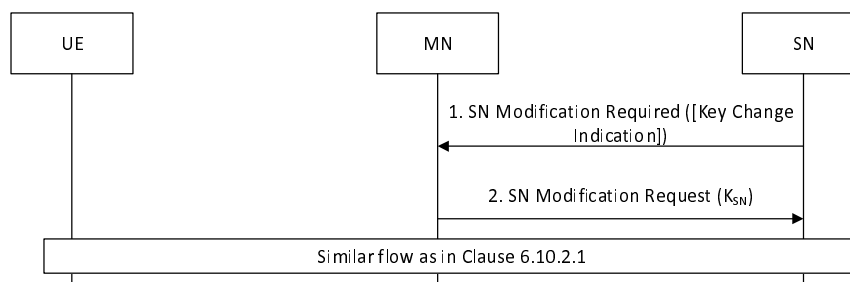 UE
MN
SN
1. SN Modification Required ([Key Change
Indication])
2. SN Modification Request (KSN)
Similar flow as in Clause 6.10.2.1